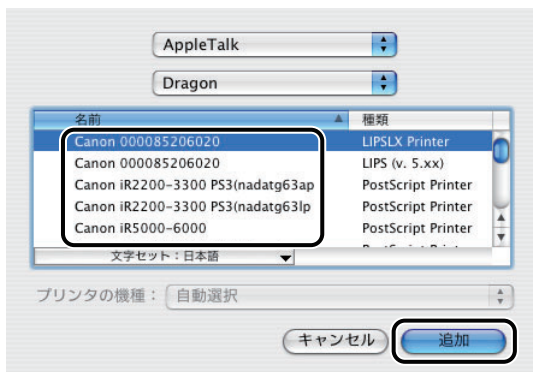 AppleTalk
Dragon
名前 種類
Canon 000085206020 LIPSLX Printer
Canon 000085206020 LIPS (v. 5.xx)
Canon iR2200-3300 PS3(nadatg63ap PostScript Printer
Canon iR2200-3300 PS3(nadatg63lp PostScript Printer
Canon iR5000-6000 PostScript Printer
文字セット：日本語
プリンタの機種： 自動選択
キャンセル 追加